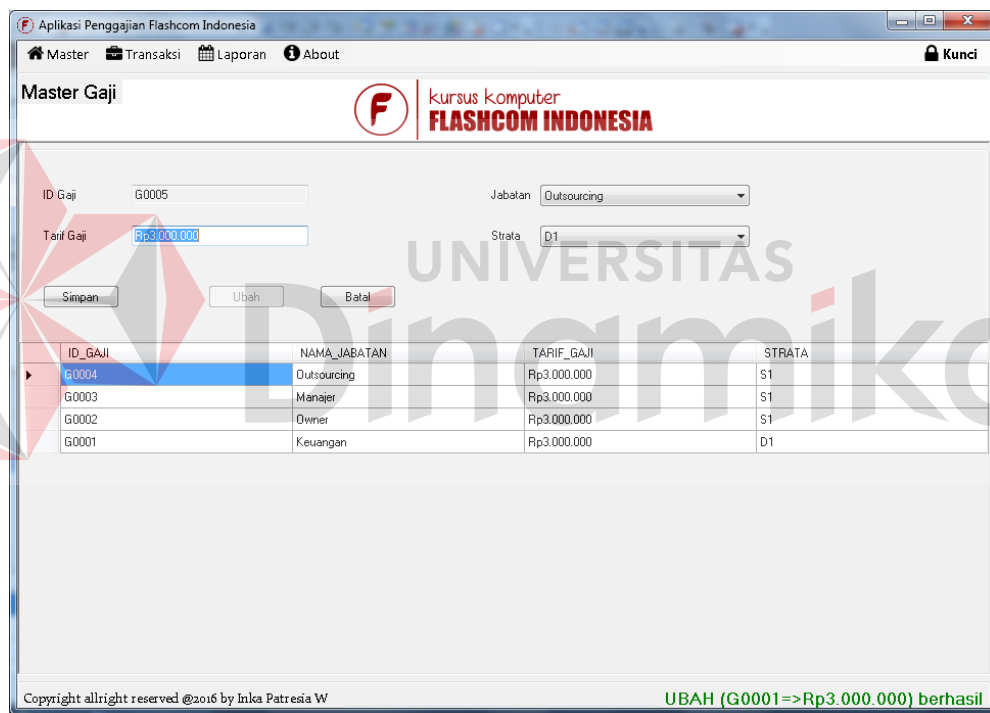 Aplikasi Penggajian Flashcom Indonesia
Master Transaksi Laporan About Kunci
Master Gaji
F
kursus komputer
FLASHCOM INDONESIA
ID Gaji G0005 Jabatan Outsourcing
Tarif Gaji Rp3.000.000 Strata D1
UNIVERSITAS
Dinamika
Simpan Ubah Batal
ID_GAJI NAMA_JABATAN TARIF_GAJI STRATA
G0004 Outsourcing Rp3.000.000 S1
G0003 Manajer Rp3.000.000 S1
G0002 Owner Rp3.000.000 S1
G0001 Keuangan Rp3.000.000 D1
Copyright allright reserved @2016 by Inka Patresia W UBAH (G0001=>Rp3.000.000) berhasil